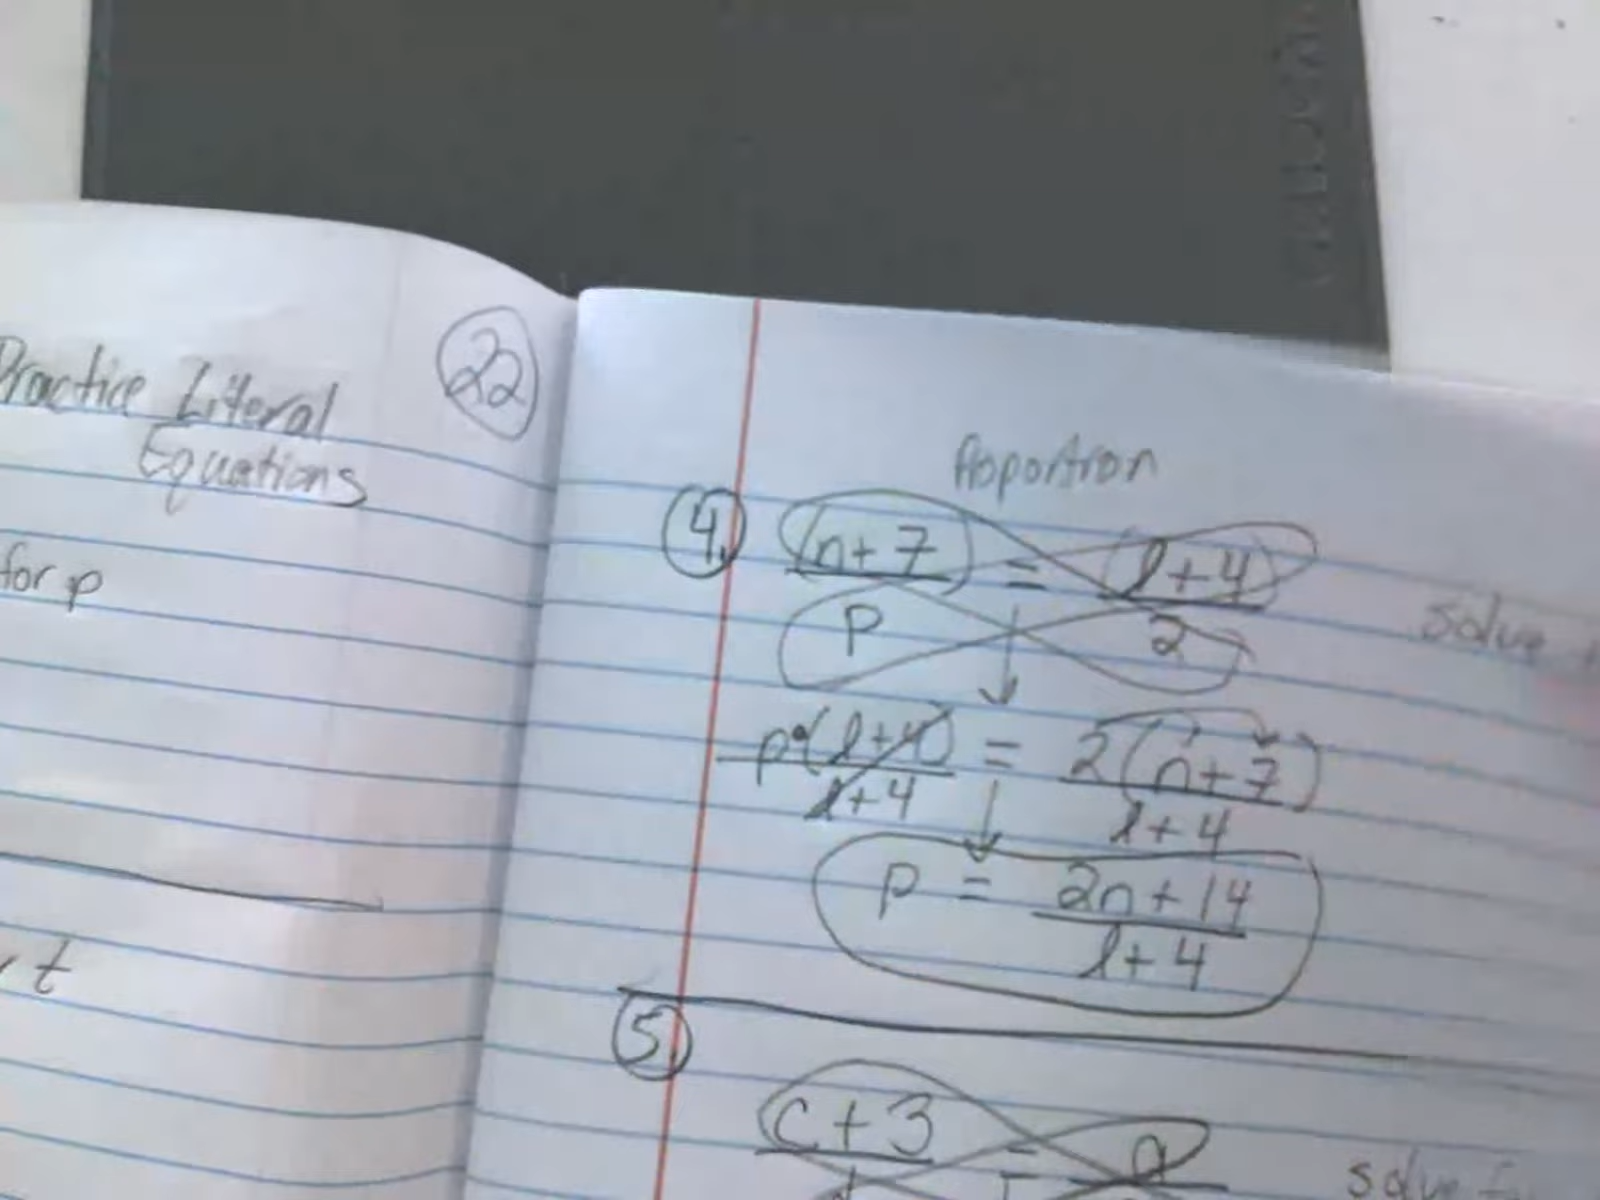 Practice Literal
Equations
22
for p
t
Proportion
4.
n + 7 = l + 4
p 2
solve
p•(l+4) = 2(n+7)
l+4 l+4
p = 2n + 14
l + 4
5.
c + 3 = a
solve